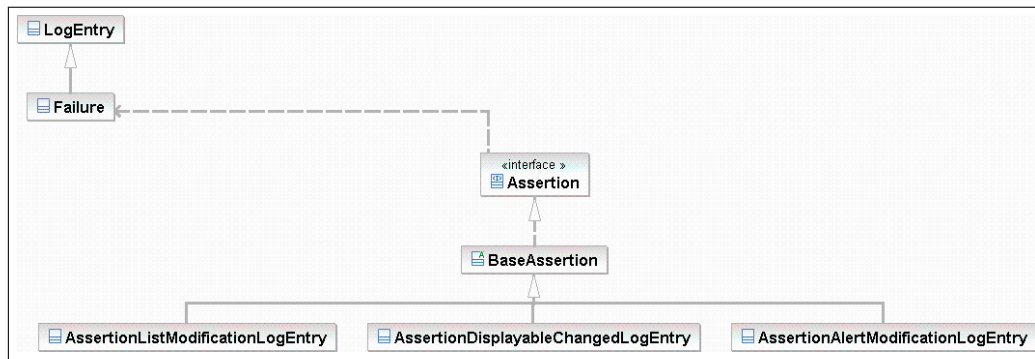 LogEntry
Failure
«interface »
Assertion
BaseAssertion
AssertionListModificationLogEntry
AssertionDisplayableChangedLogEntry
AssertionAlertModificationLogEntry